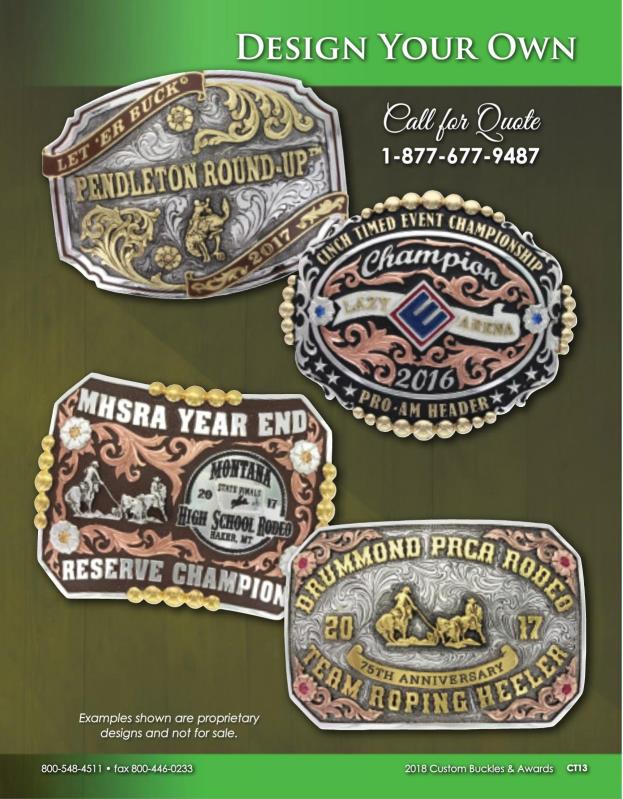 DESIGN YOUR OWN
Call for Quote
1-877-677-9487
LET 'ER BUCK®
PENDLETON ROUND-UP™
2017
CINCH TIMED EVENT CHAMPIONSHIP
Champion
LAZY E ARENA
2016
PRO-AM HEADER
MHSRA YEAR END
MONTANA
STATE FINALS
20 17
HIGH SCHOOL RODEO
BAKER, MT
RESERVE CHAMPION
DRUMMOND PRCA RODEO
20 17
75TH ANNIVERSARY
TEAM ROPING HEELER
Examples shown are proprietary
designs and not for sale.
800-548-4511 • fax 800-446-0233
2018 Custom Buckles & Awards CT13